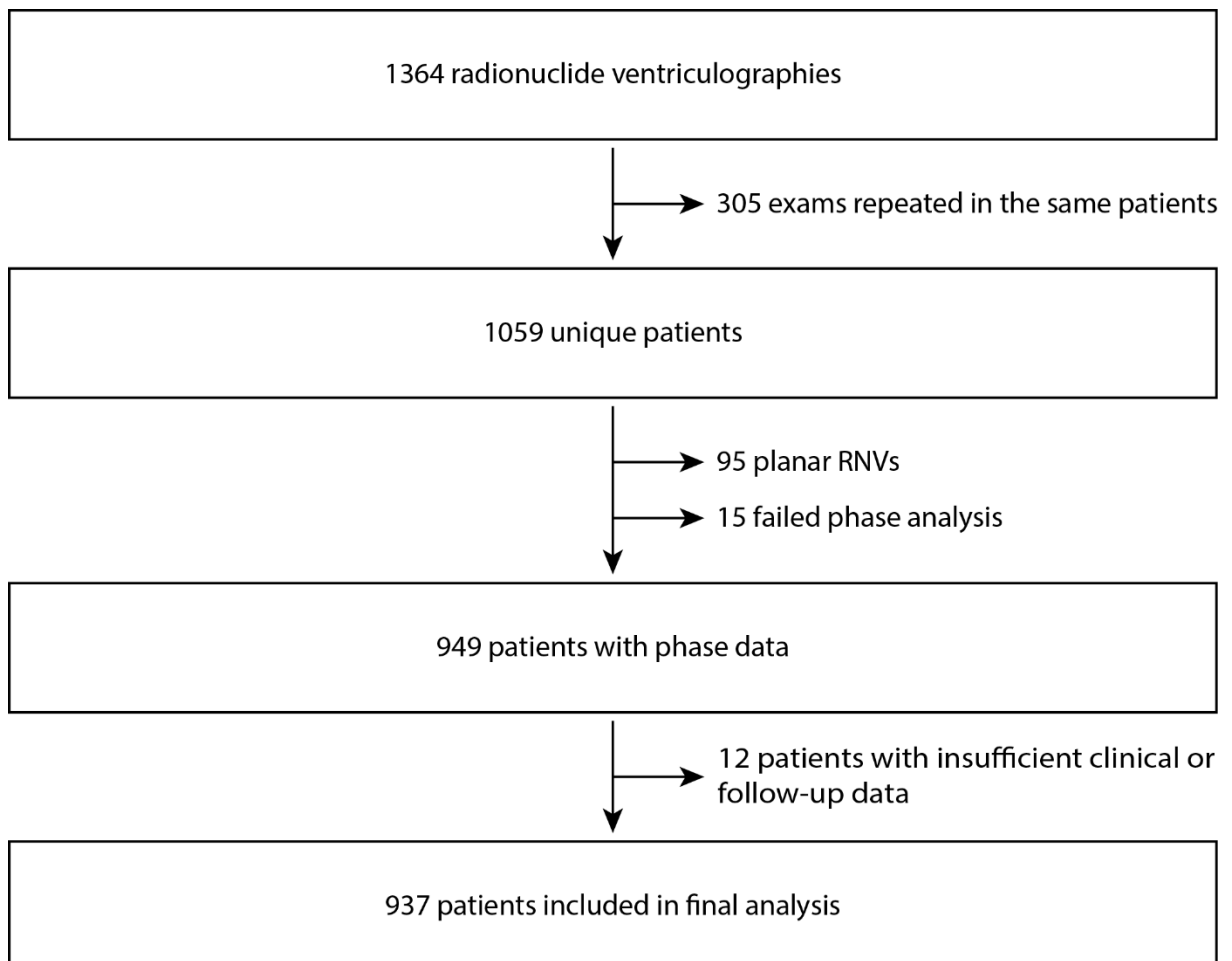 1364 radionuclide ventriculographies
305 exams repeated in the same patients
1059 unique patients
95 planar RNVs
15 failed phase analysis
949 patients with phase data
12 patients with insufficient clinical or
follow-up data
937 patients included in final analysis